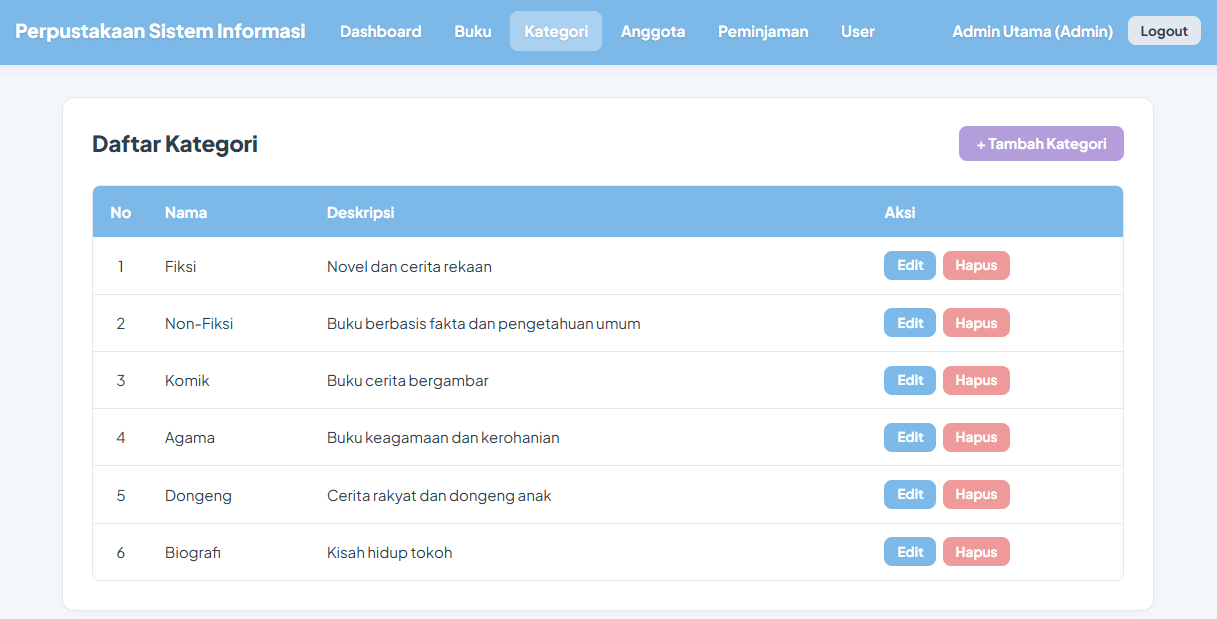 Perpustakaan Sistem Informasi Dashboard Buku Kategori Anggota Peminjaman User Admin Utama (Admin) Logout
Daftar Kategori + Tambah Kategori
No Nama Deskripsi Aksi
1 Fiksi Novel dan cerita rekaan Edit Hapus
2 Non-Fiksi Buku berbasis fakta dan pengetahuan umum Edit Hapus
3 Komik Buku cerita bergambar Edit Hapus
4 Agama Buku keagamaan dan kerohanian Edit Hapus
5 Dongeng Cerita rakyat dan dongeng anak Edit Hapus
6 Biografi Kisah hidup tokoh Edit Hapus